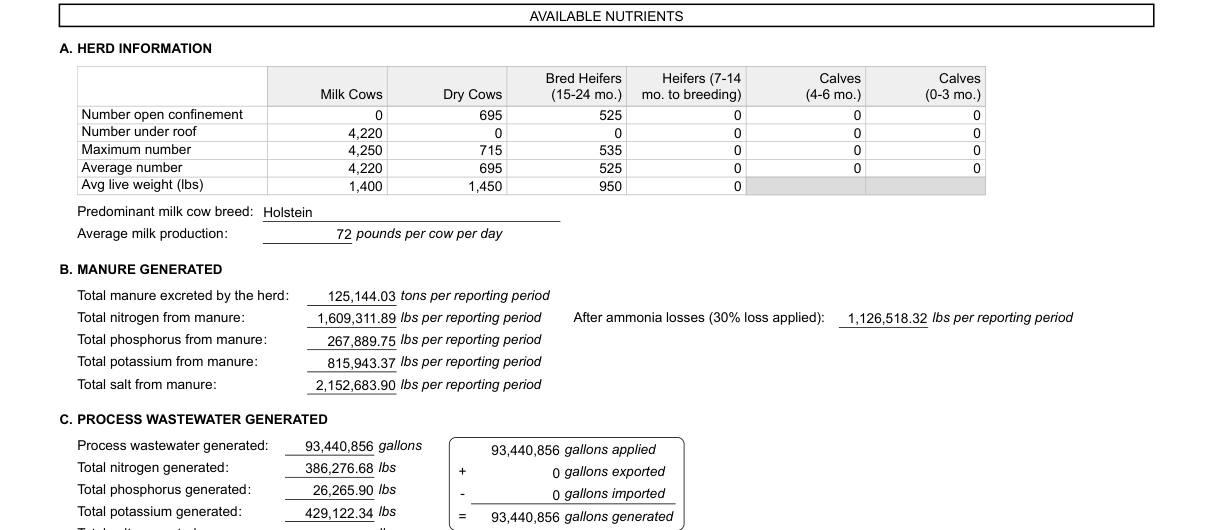 AVAILABLE NUTRIENTS
A. HERD INFORMATION
Milk Cows Dry Cows Bred Heifers (15-24 mo.) Heifers (7-14 mo. to breeding) Calves (4-6 mo.) Calves (0-3 mo.)
Number open confinement 0 695 525 0 0 0
Number under roof 4,220 0 0 0 0 0
Maximum number 4,250 715 535 0 0 0
Average number 4,220 695 525 0 0 0
Avg live weight (lbs) 1,400 1,450 950 0
Predominant milk cow breed: Holstein
Average milk production: 72 pounds per cow per day
B. MANURE GENERATED
Total manure excreted by the herd: 125,144.03 tons per reporting period
Total nitrogen from manure: 1,609,311.89 lbs per reporting period After ammonia losses (30% loss applied): 1,126,518.32 lbs per reporting period
Total phosphorus from manure: 267,889.75 lbs per reporting period
Total potassium from manure: 815,943.37 lbs per reporting period
Total salt from manure: 2,152,683.90 lbs per reporting period
C. PROCESS WASTEWATER GENERATED
Process wastewater generated: 93,440,856 gallons 93,440,856 gallons applied
Total nitrogen generated: 386,276.68 lbs + 0 gallons exported
Total phosphorus generated: 26,265.90 lbs - 0 gallons imported
Total potassium generated: 429,122.34 lbs = 93,440,856 gallons generated